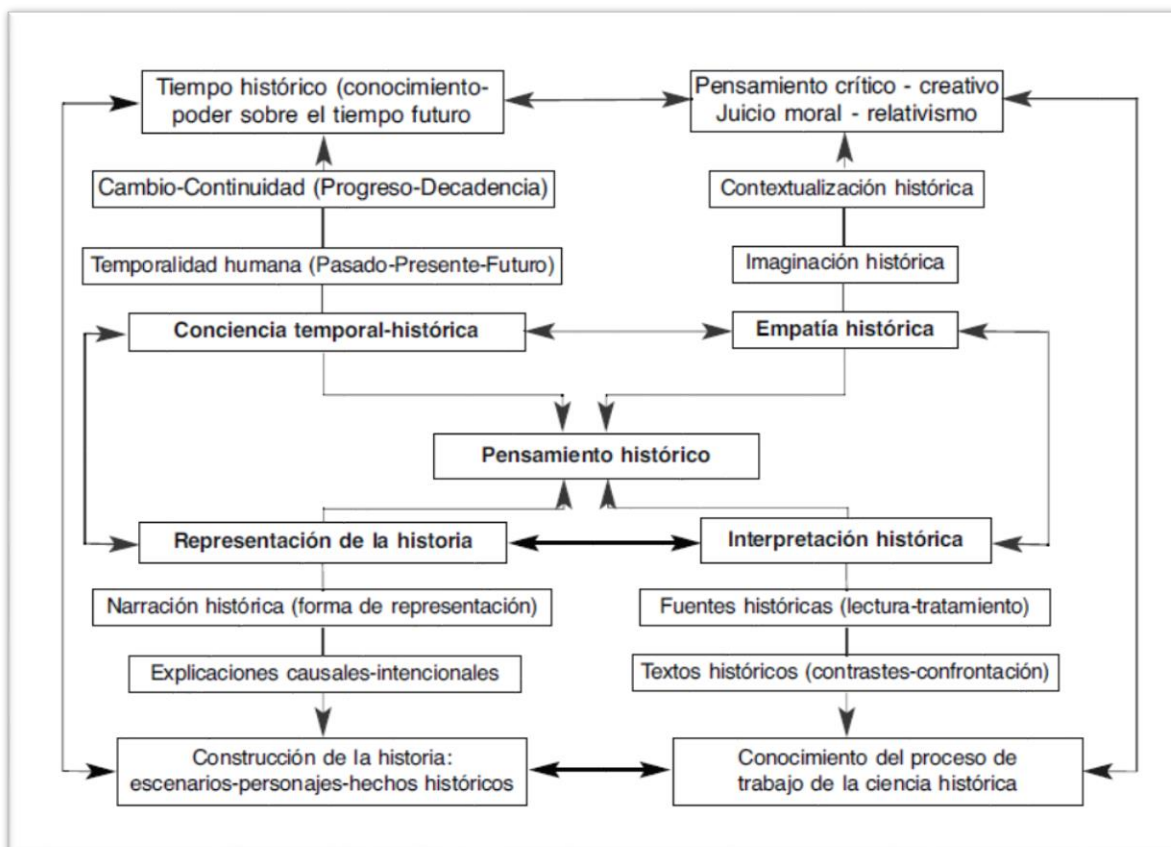 Tiempo histórico (conocimiento-
poder sobre el tiempo futuro
Pensamiento crítico - creativo
Juicio moral - relativismo
Cambio-Continuidad (Progreso-Decadencia)
Contextualización histórica
Temporalidad humana (Pasado-Presente-Futuro)
Imaginación histórica
Conciencia temporal-histórica
Empatía histórica
Pensamiento histórico
Representación de la historia
Interpretación histórica
Narración histórica (forma de representación)
Fuentes históricas (lectura-tratamiento)
Explicaciones causales-intencionales
Textos históricos (contrastes-confrontación)
Construcción de la historia:
escenarios-personajes-hechos históricos
Conocimiento del proceso de
trabajo de la ciencia histórica